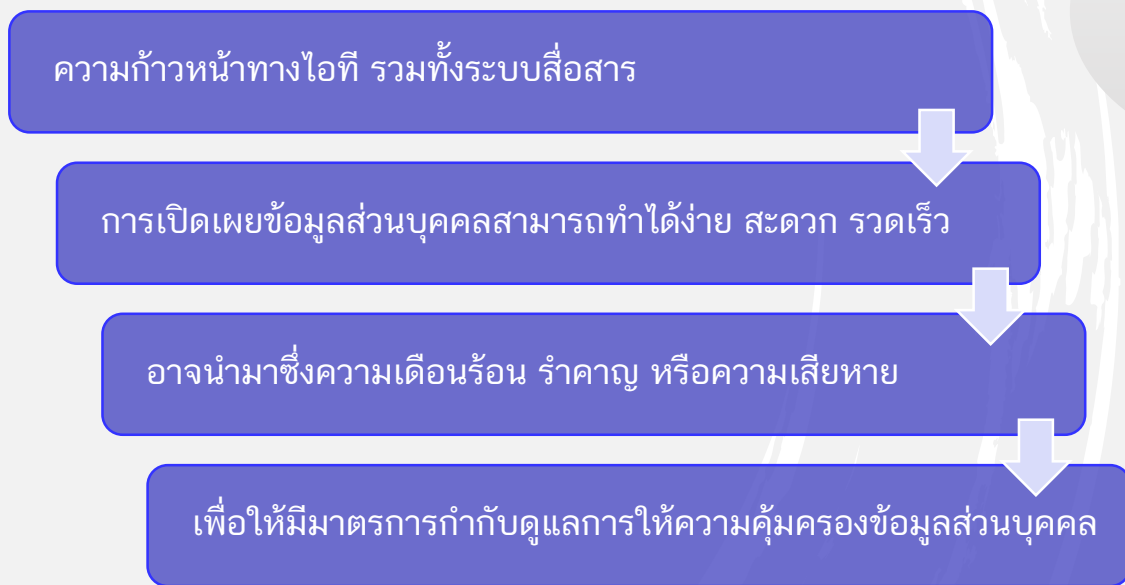 ความก้าวหน้าทางไอที รวมทั้งระบบสื่อสาร
การเปิดเผยข้อมูลส่วนบุคคลสามารถทำได้ง่าย สะดวก รวดเร็ว
อาจนำมาซึ่งความเดือนร้อน รำคาญ หรือความเสียหาย
เพื่อให้มีมาตรการกำกับดูแลการให้ความคุ้มครองข้อมูลส่วนบุคคล